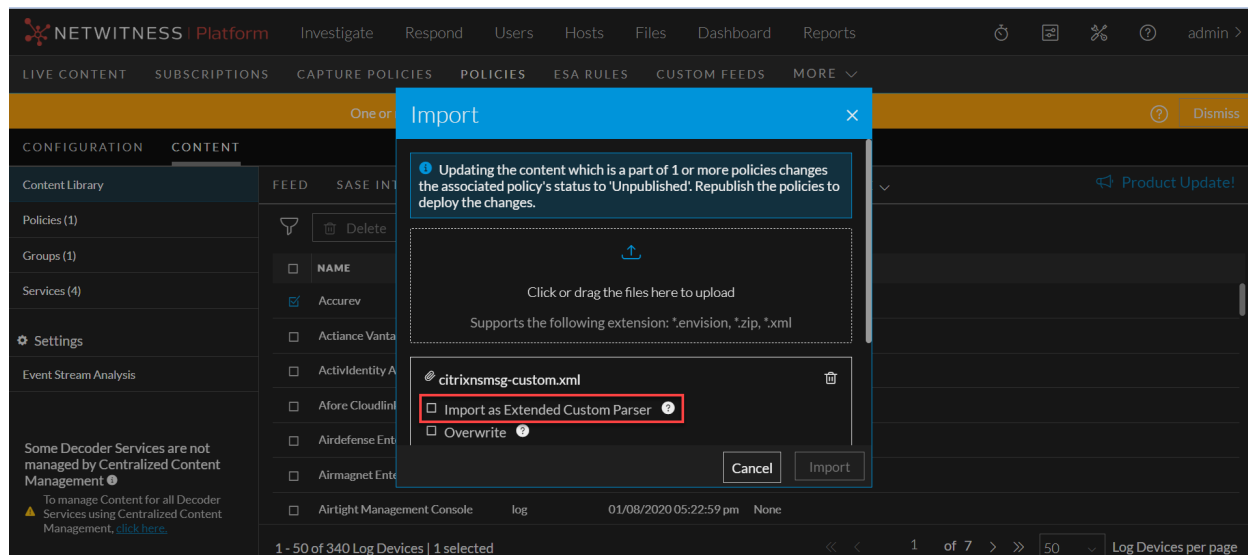 NETWITNESS Platform Investigate Respond Users Hosts Files Dashboard Reports admin >
LIVE CONTENT SUBSCRIPTIONS CAPTURE POLICIES POLICIES ESA RULES CUSTOM FEEDS MORE
One or Import × ? Dismiss
CONFIGURATION CONTENT
Content Library FEED SASE INT Product Update!
Updating the content which is a part of 1 or more policies changes
the associated policy's status to 'Unpublished'. Republish the policies to
deploy the changes.
Policies (1) Delete
Groups (1) NAME
Services (4) Accurev
Click or drag the files here to upload
Supports the following extension: *.envision, *.zip, *.xml
Settings Actiance Vanta
Event Stream Analysis ActivIdentity A
citrixnsmsg-custom.xml
Import as Extended Custom Parser ?
Afore Cloudlin
Overwrite ?
Airdefense Ent
Some Decoder Services are not
managed by Centralized Content
Management
Airmagnet Ente Cancel Import
To manage Content for all Decoder
Services using Centralized Content
Management, click here.
Airtight Management Console log 01/08/2020 05:22:59 pm None
1 - 50 of 340 Log Devices | 1 selected << < 1 of 7 > >> 50 Log Devices per page